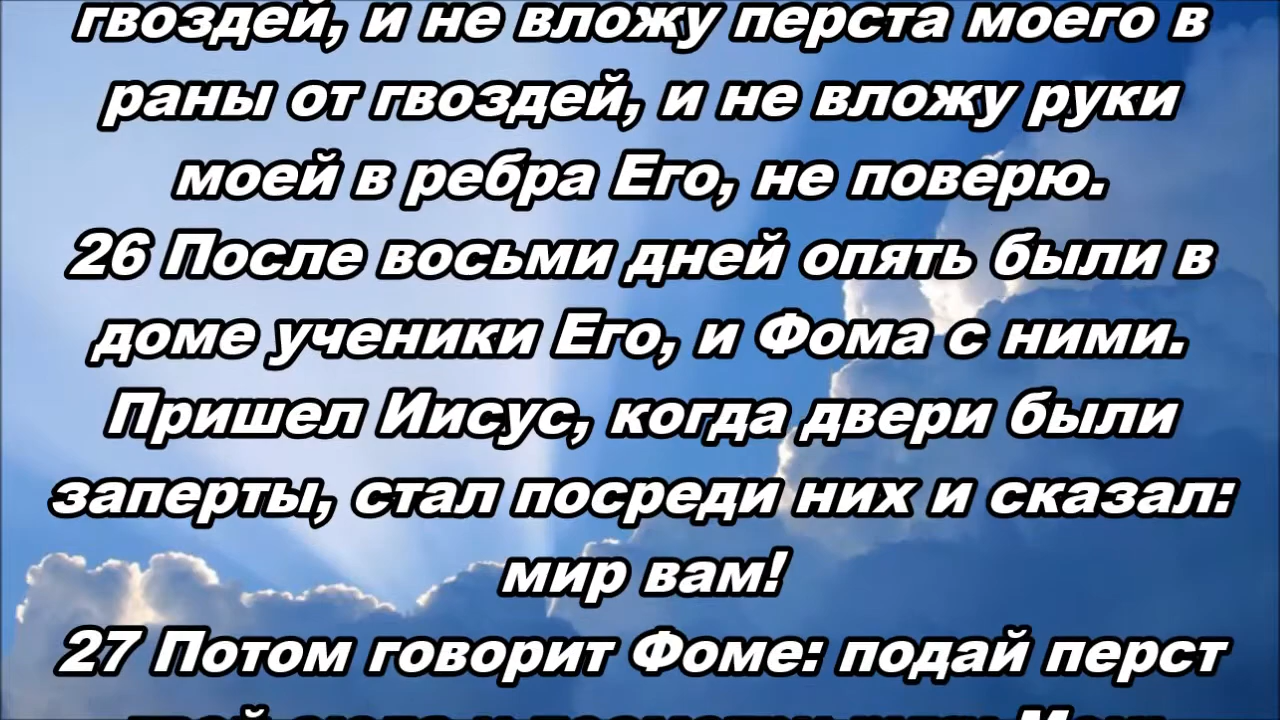 гвоздей, и не вложу перста моего в
раны от гвоздей, и не вложу руки
моей в ребра Его, не поверю.
26 После восьми дней опять были в
доме ученики Его, и Фома с ними.
Пришел Иисус, когда двери были
заперты, стал посреди них и сказал:
мир вам!
27 Потом говорит Фоме: подай перст